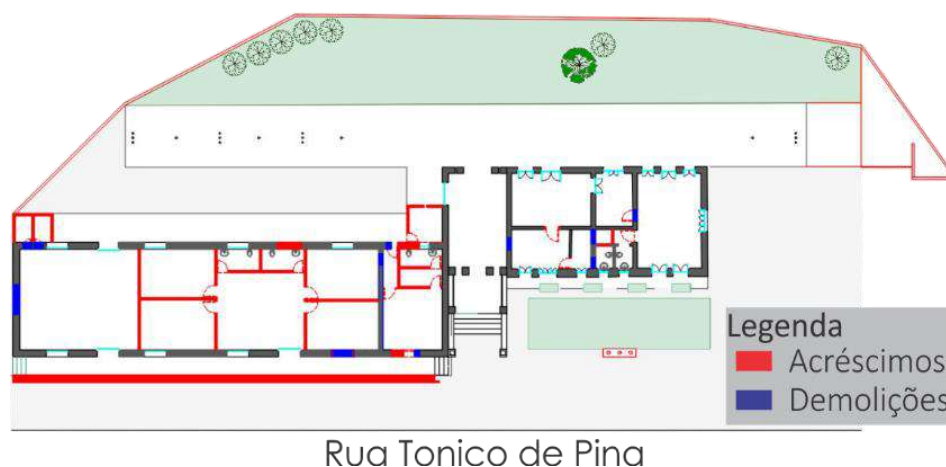 Legenda
Acréscimos
Demolições
Rua Tonico de Pina